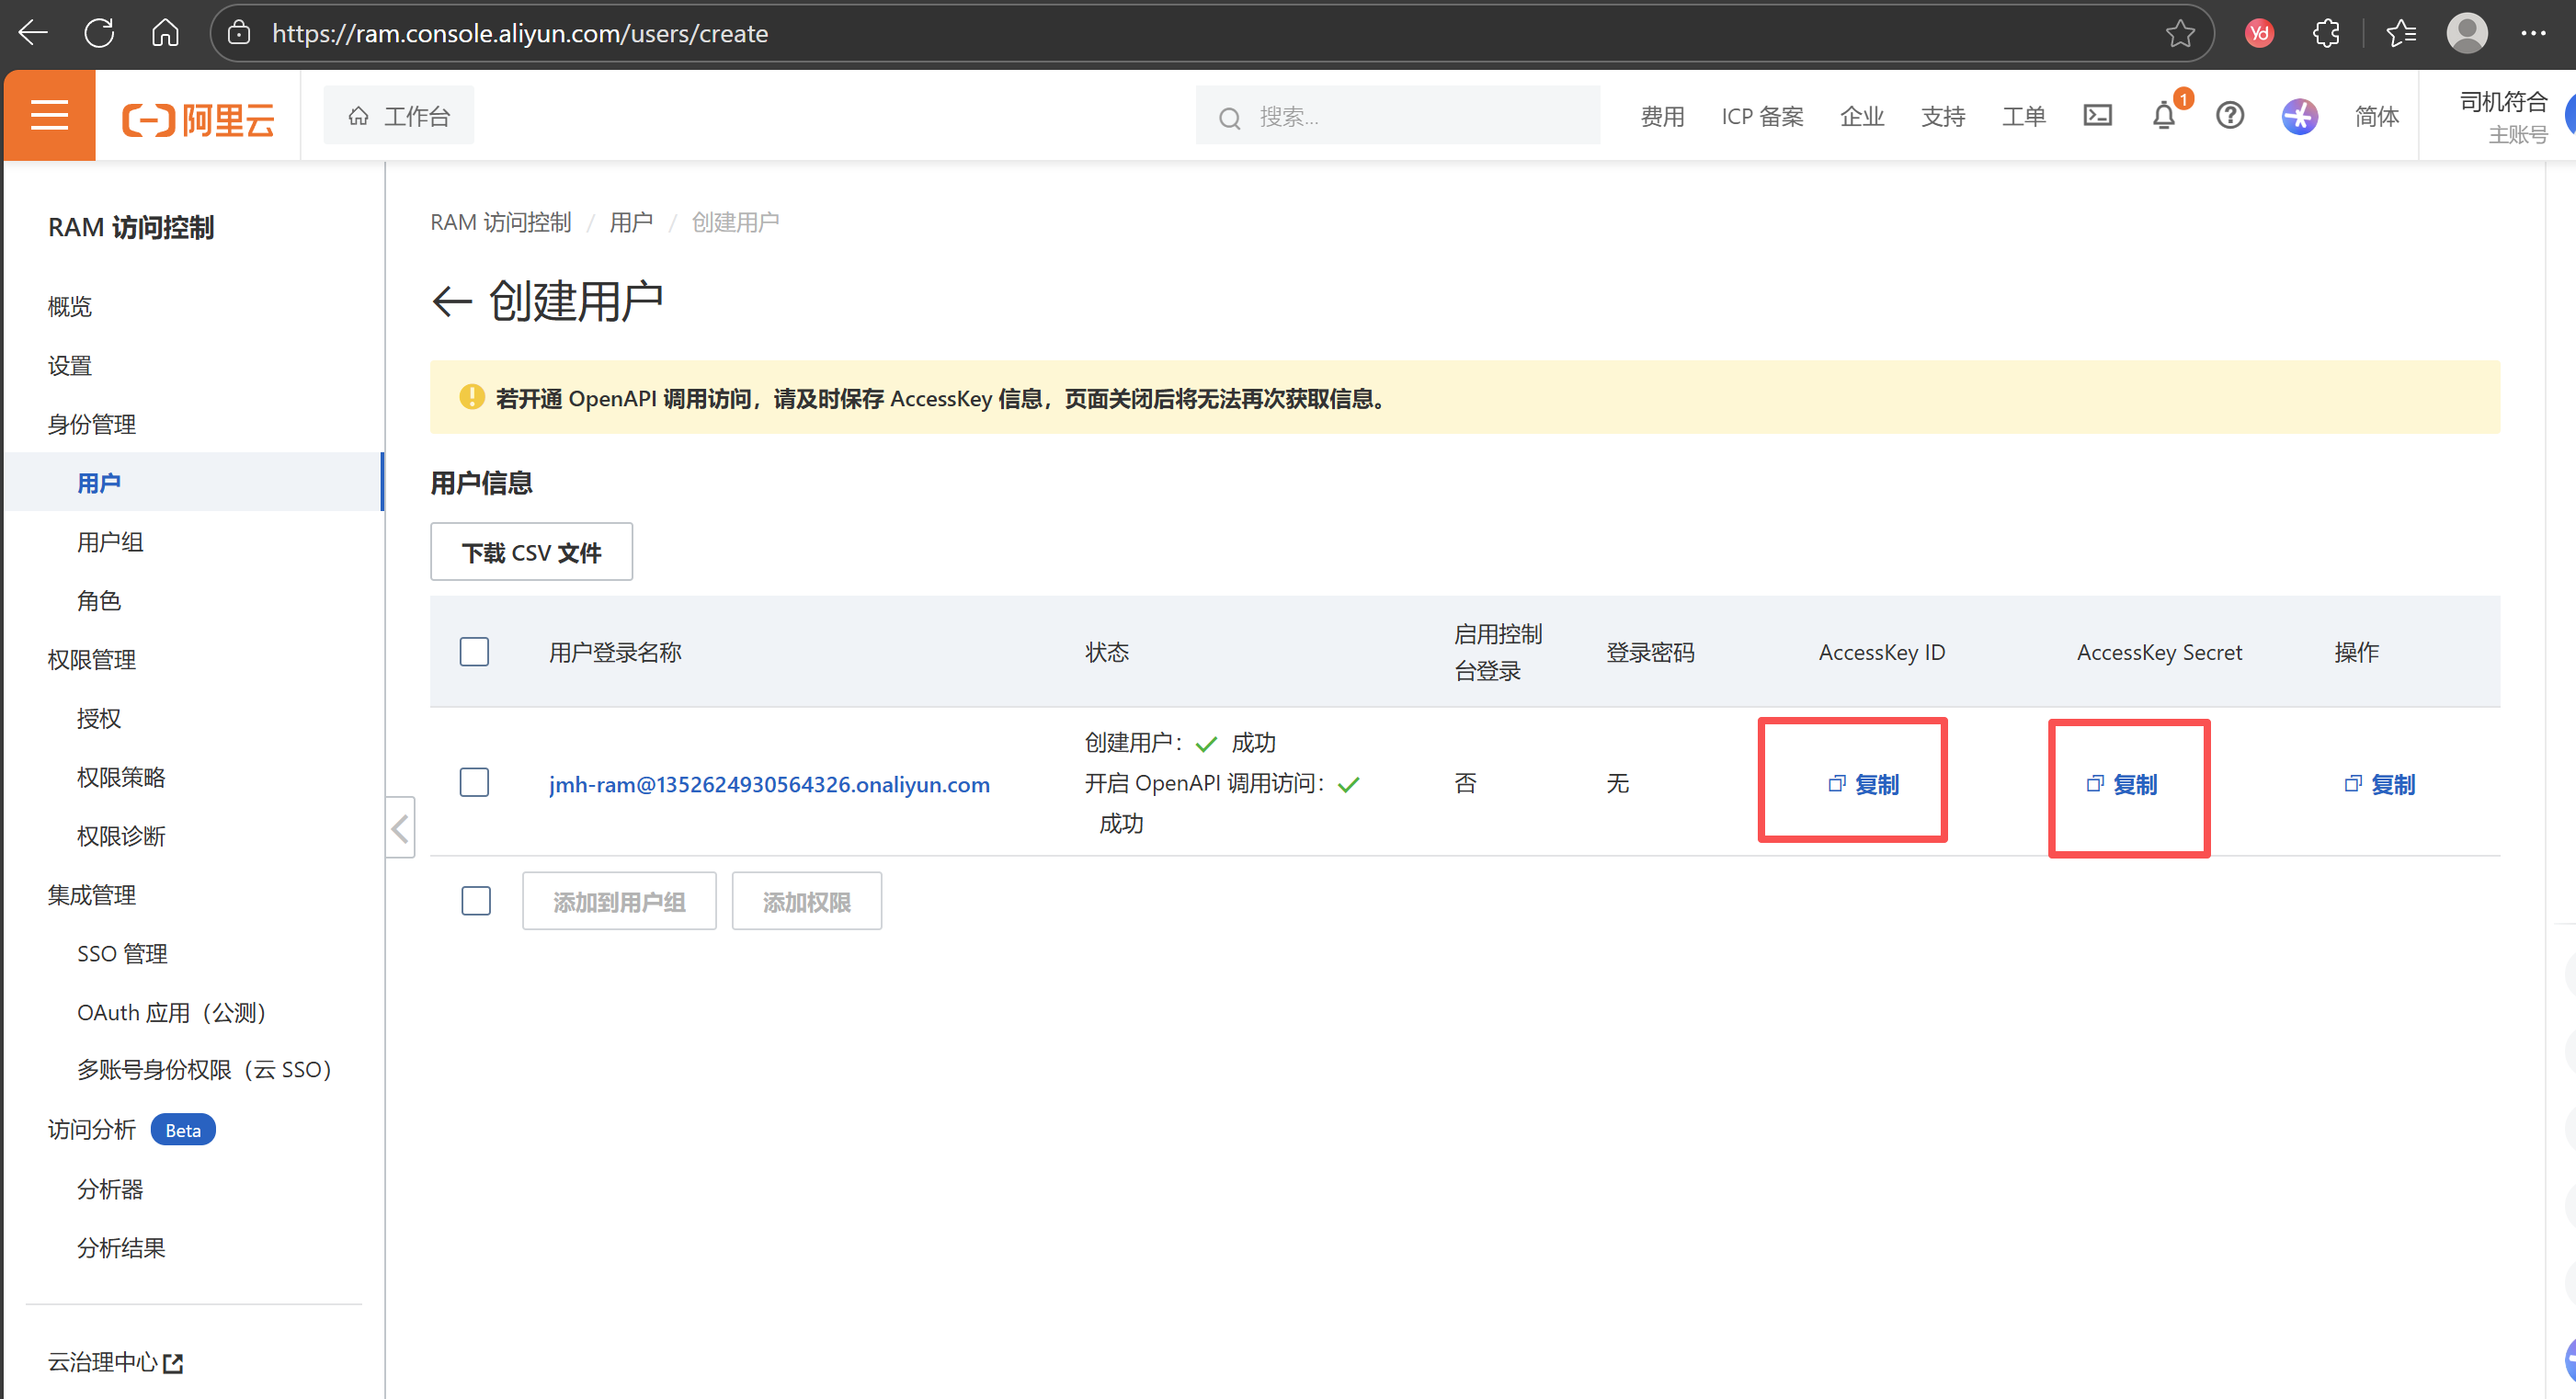 https://ram.console.aliyun.com/users/create
yd
阿里云
工作台
搜索...
费用
ICP 备案
企业
支持
工单
1
简体
司机符合
主账号
RAM 访问控制
概览
设置
身份管理
用户
用户组
角色
权限管理
授权
权限策略
权限诊断
集成管理
SSO 管理
OAuth 应用（公测）
多账号身份权限（云 SSO）
访问分析 Beta
分析器
分析结果
云治理中心
RAM 访问控制 / 用户 / 创建用户
创建用户
若开通 OpenAPI 调用访问，请及时保存 AccessKey 信息，页面关闭后将无法再次获取信息。
用户信息
下载 CSV 文件
用户登录名称
状态
启用控制
台登录
登录密码
AccessKey ID
AccessKey Secret
操作
jmh-ram@1352624930564326.onaliyun.com
创建用户： 成功
开启 OpenAPI 调用访问：
成功
否
无
复制
复制
复制
添加到用户组
添加权限